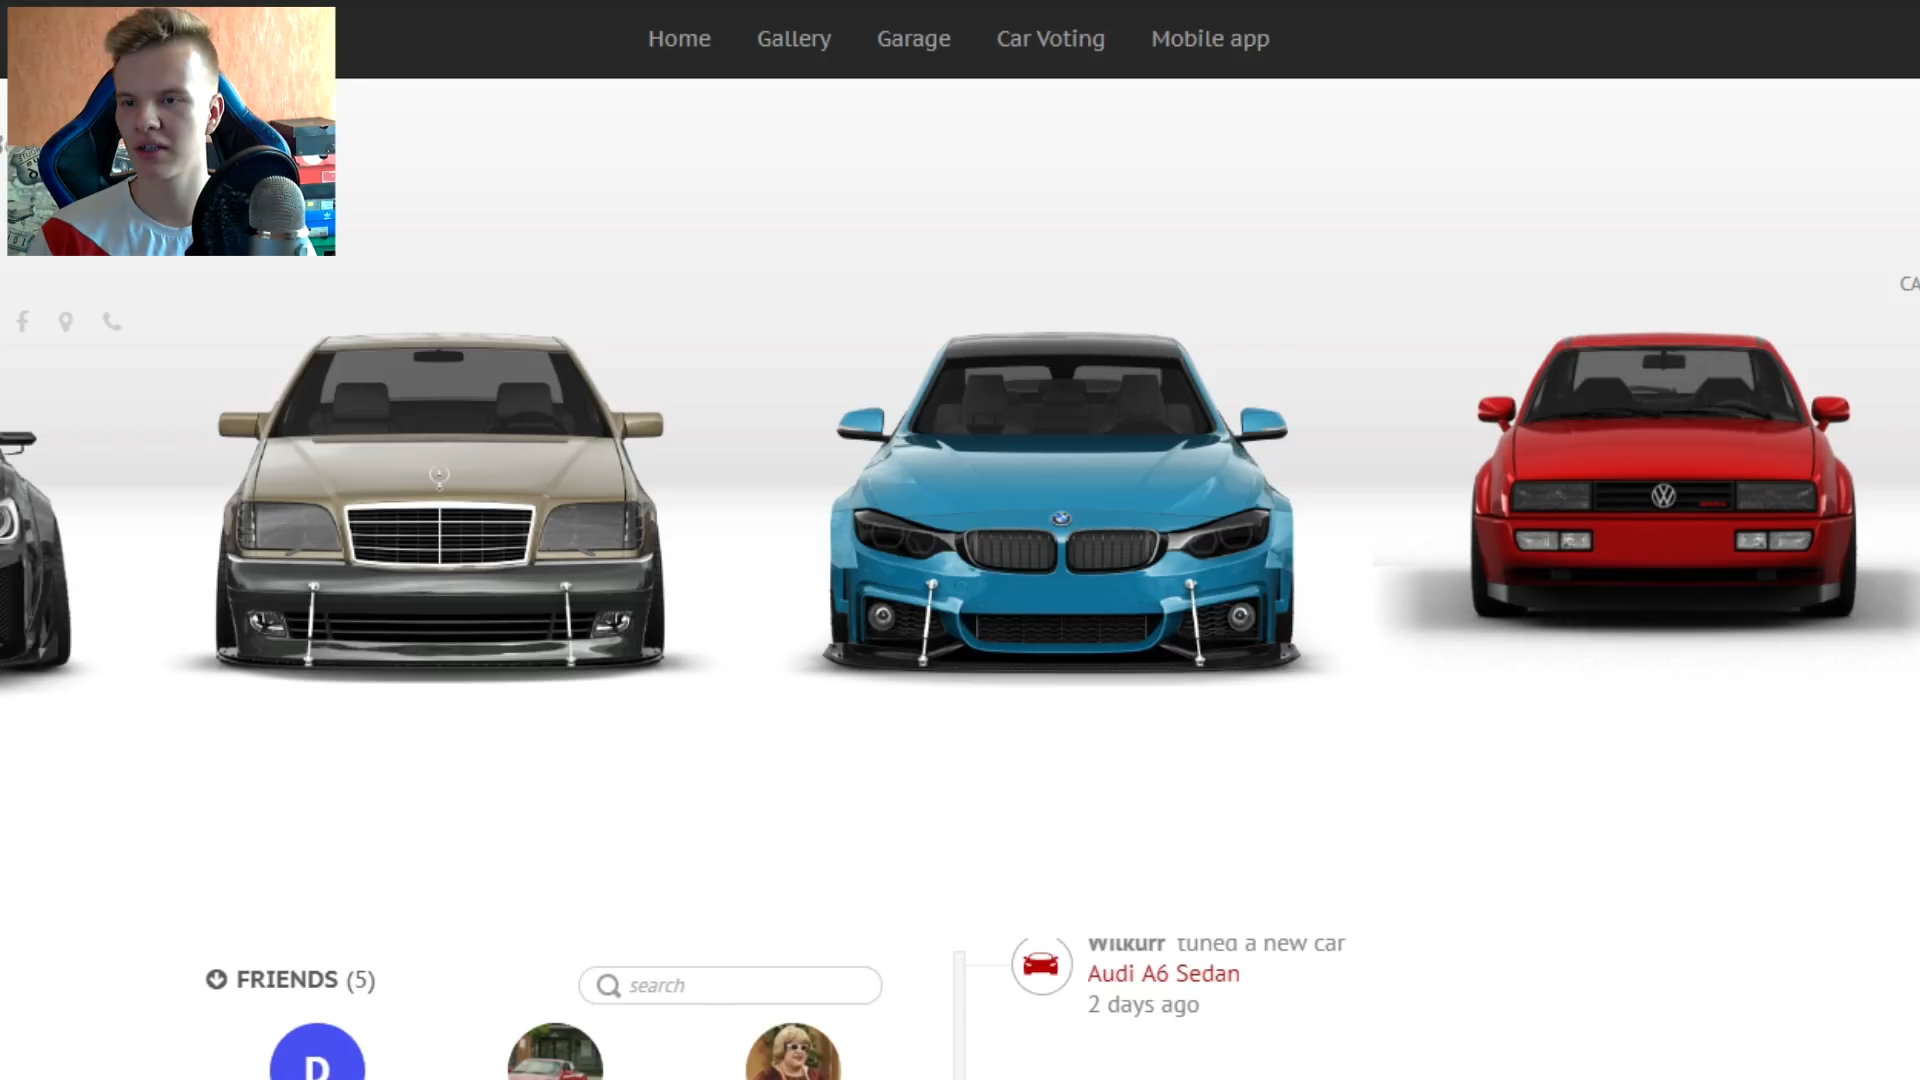 Home Gallery Garage Car Voting Mobile app
CA
FRIENDS (5)
search
Wilkurr tuned a new car
Audi A6 Sedan
2 days ago
D